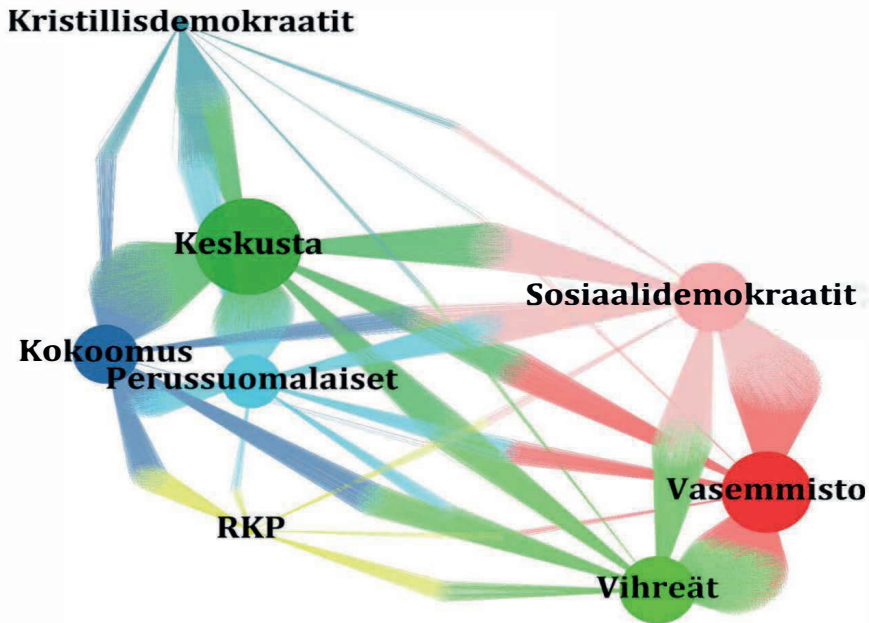 Kristillisdemokraatit
Keskusta
Sosiaalidemokraatit
Kokoomus
Perussuomalaiset
Vasemmisto
RKP
Vihreät